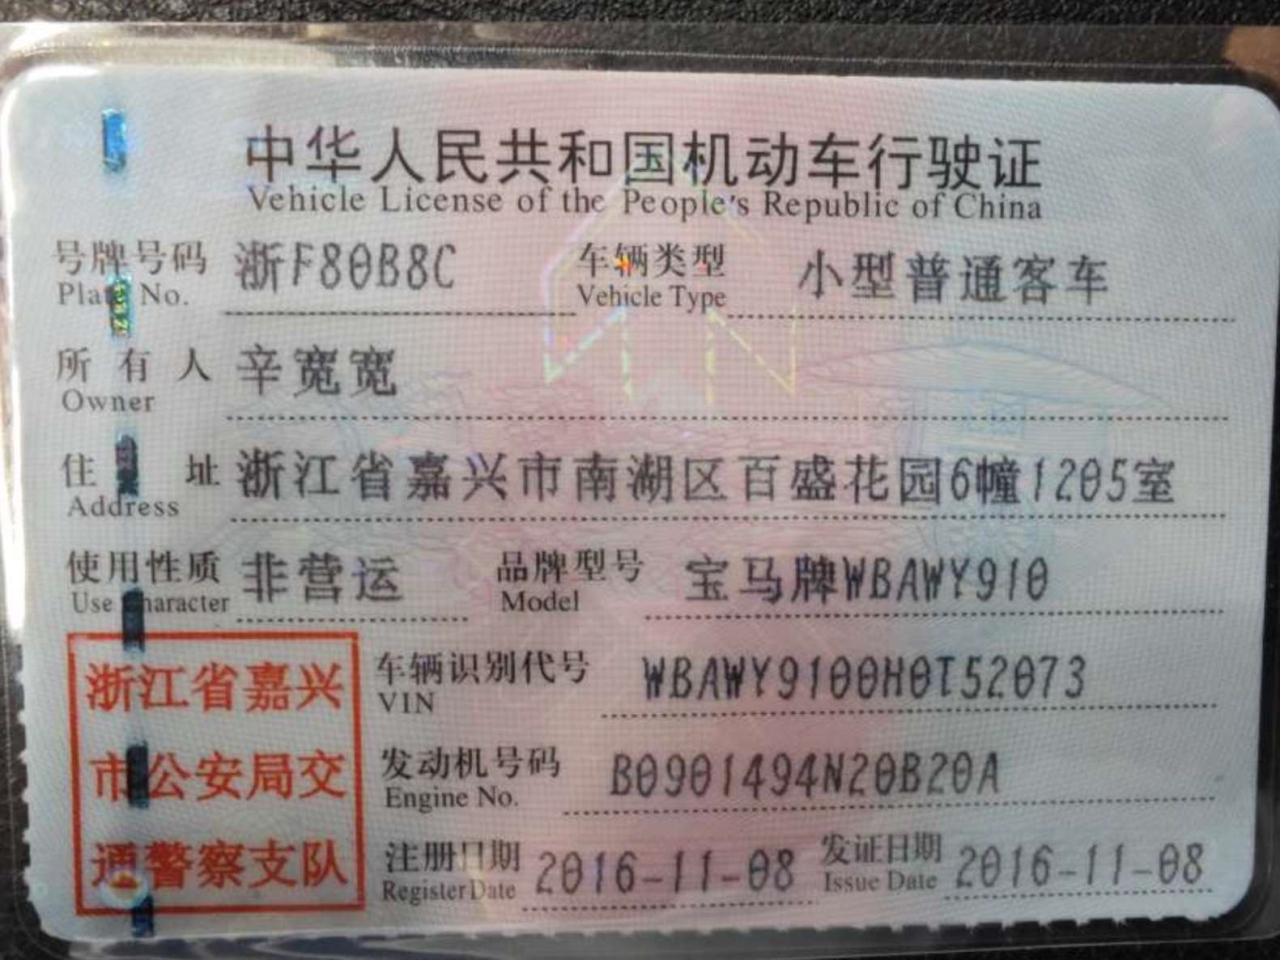 中华人民共和国机动车行驶证
Vehicle License of the People's Republic of China
号牌号码 浙F80B8C 车辆类型 小型普通客车
Plate No. Vehicle Type
所有人 辛宽宽
Owner
住址 浙江省嘉兴市南湖区百盛花园6幢1205室
Address
使用性质 非营运 品牌型号 宝马牌WBAWY910
Use Character Model
浙江省嘉兴
市公安局交
通警察支队
车辆识别代号 WBAWY9100H0T52073
VIN
发动机号码 B0901494N20B20A
Engine No.
注册日期 2016-11-08 发证日期 2016-11-08
Register Date Issue Date